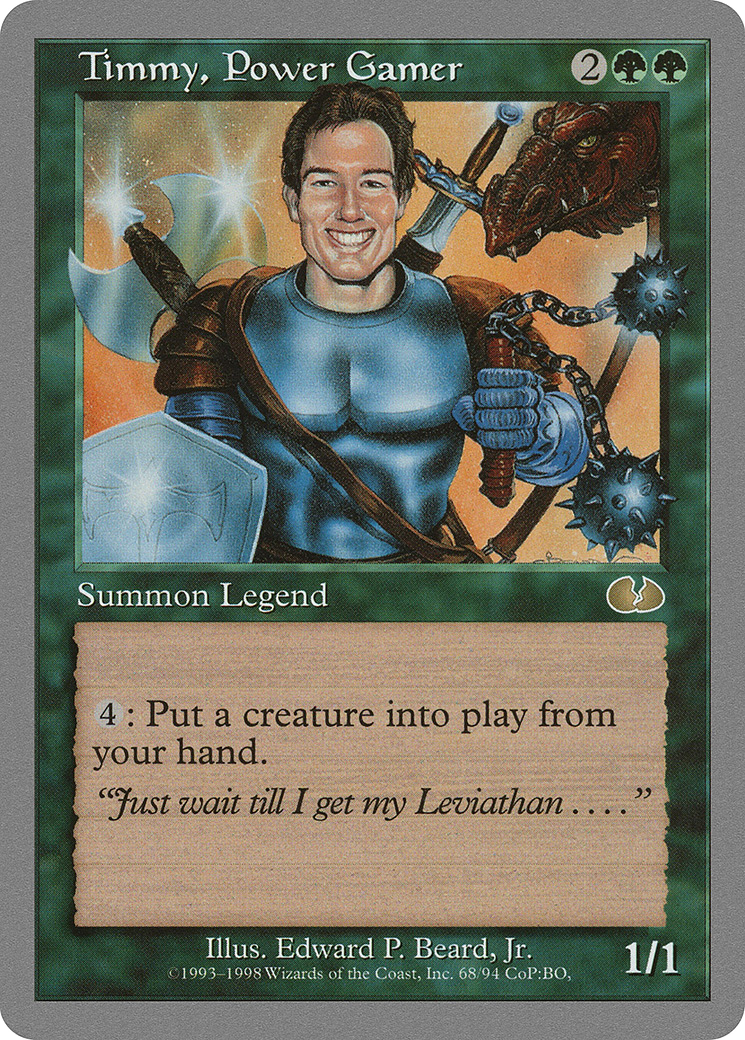 Timmy, Power Gamer 2
Summon Legend
4: Put a creature into play from
your hand.
“Just wait till I get my Leviathan . . . .”
Illus. Edward P. Beard, Jr.
©1993–1998 Wizards of the Coast, Inc. 68/94 CoP:BO,
1/1